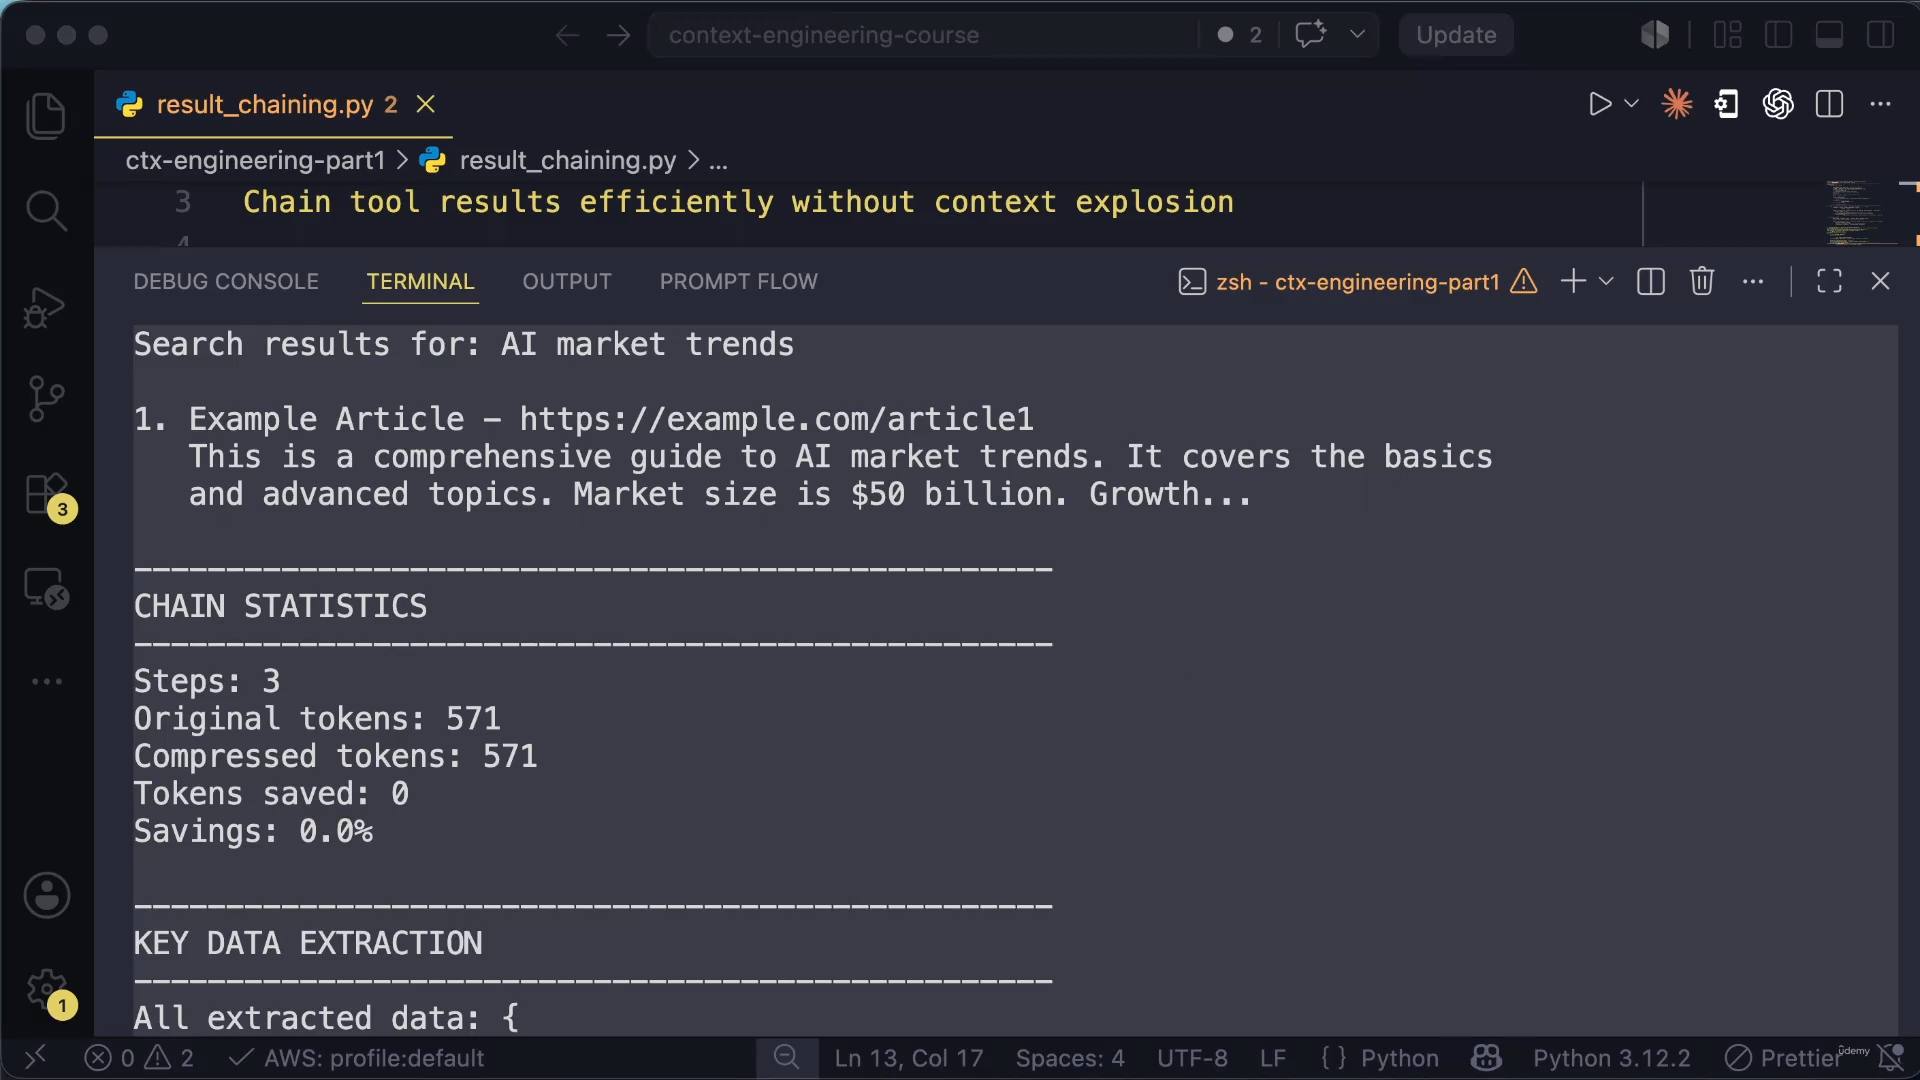 context-engineering-course
2
Update
result_chaining.py 2
ctx-engineering-part1 > result_chaining.py > ...
3 Chain tool results efficiently without context explosion
4
DEBUG CONSOLE TERMINAL OUTPUT PROMPT FLOW
zsh - ctx-engineering-part1
Search results for: AI market trends
1. Example Article – https://example.com/article1
This is a comprehensive guide to AI market trends. It covers the basics
and advanced topics. Market size is $50 billion. Growth...
CHAIN STATISTICS
Steps: 3
Original tokens: 571
Compressed tokens: 571
Tokens saved: 0
Savings: 0.0%
KEY DATA EXTRACTION
All extracted data: {
3
1
0 2 AWS: profile:default
Ln 13, Col 17 Spaces: 4 UTF-8 LF { } Python Python 3.12.2 Prettier
ûdemy